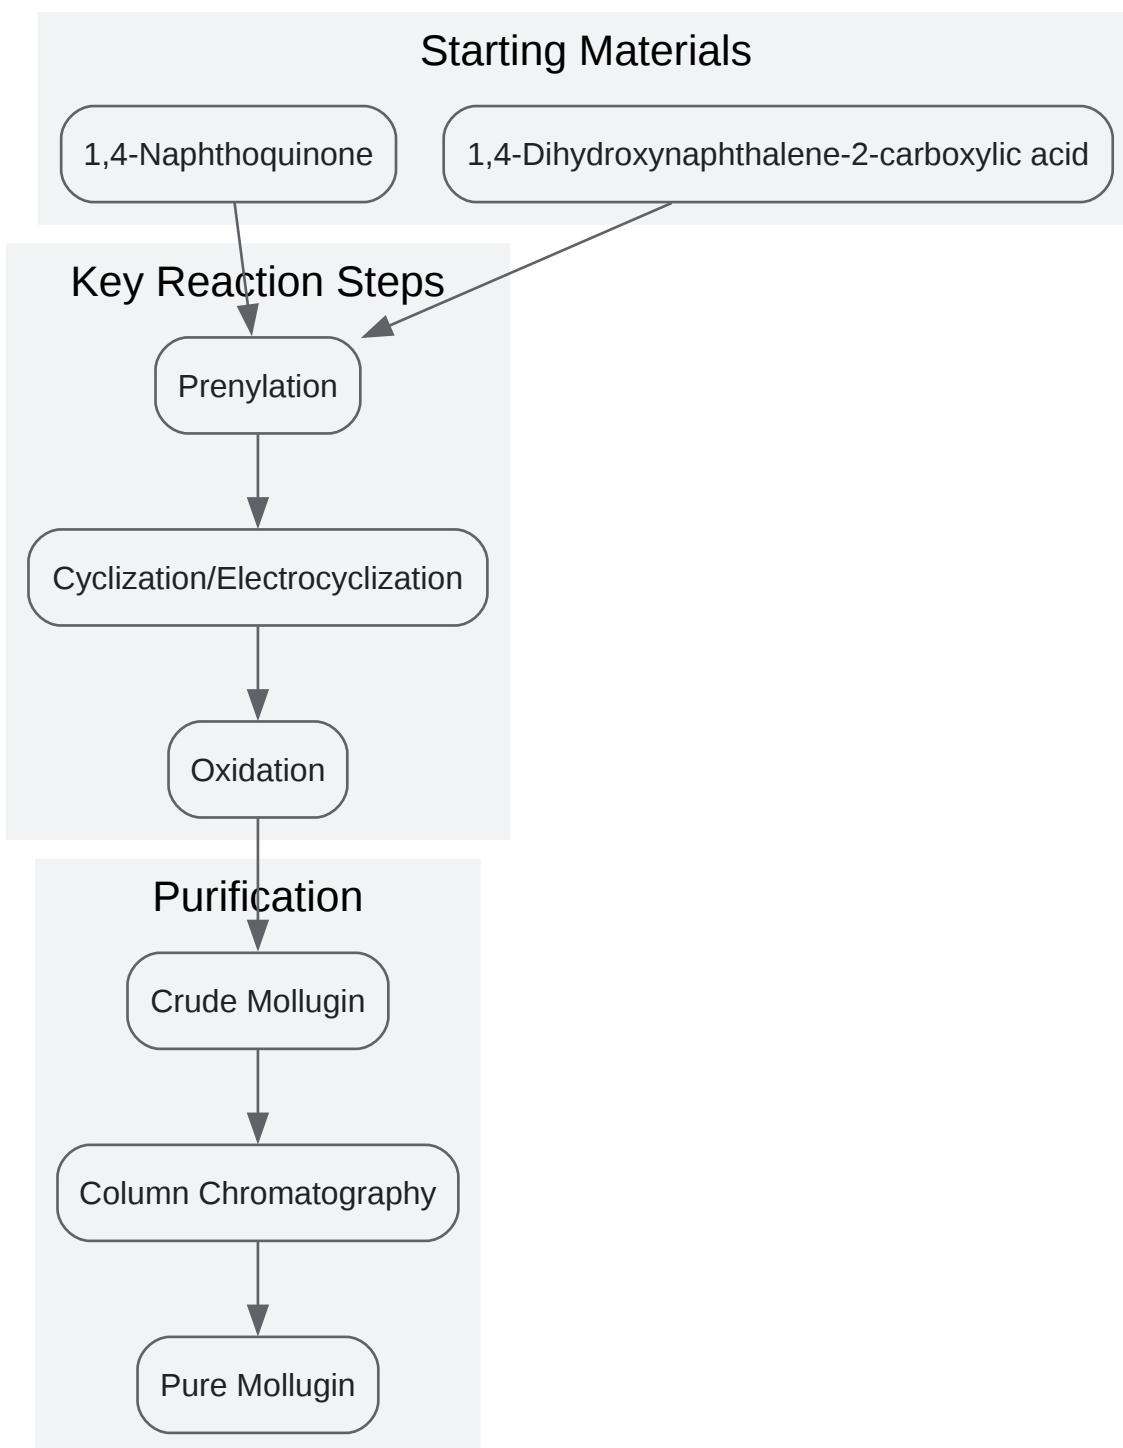 Starting Materials
1,4-Naphthoquinone
1,4-Dihydroxynaphthalene-2-carboxylic acid
Key Reaction Steps
Prenylation
Cyclization/Electrocyclization
Oxidation
Purification
Crude Mollugin
Column Chromatography
Pure Mollugin